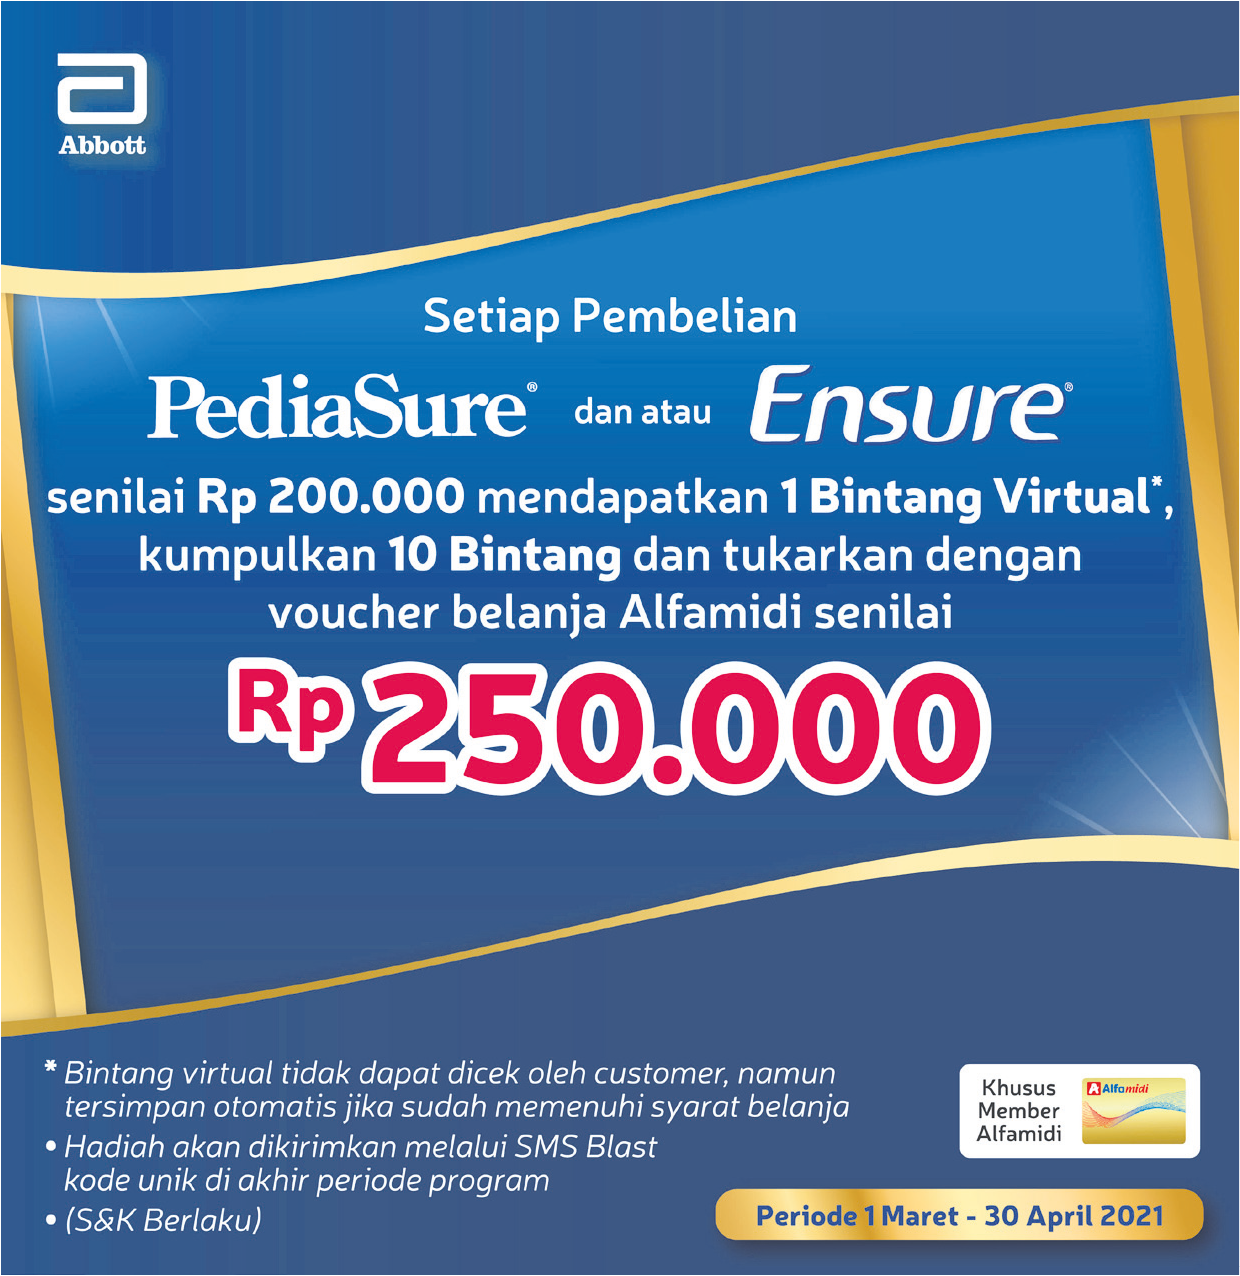 Abbott
Setiap Pembelian
PediaSure® dan atau Ensure®
senilai Rp 200.000 mendapatkan 1 Bintang Virtual*,
kumpulkan 10 Bintang dan tukarkan dengan
voucher belanja Alfamidi senilai
Rp 250.000
* Bintang virtual tidak dapat dicek oleh customer, namun
tersimpan otomatis jika sudah memenuhi syarat belanja
• Hadiah akan dikirimkan melalui SMS Blast
kode unik di akhir periode program
• (S&K Berlaku)
Khusus
Member
Alfamidi
Alfamidi
Periode 1 Maret - 30 April 2021